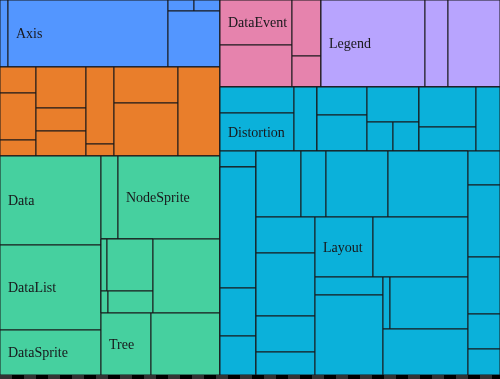 Axis
DataEvent
Legend
Distortion
Data
NodeSprite
Layout
DataList
Tree
DataSprite